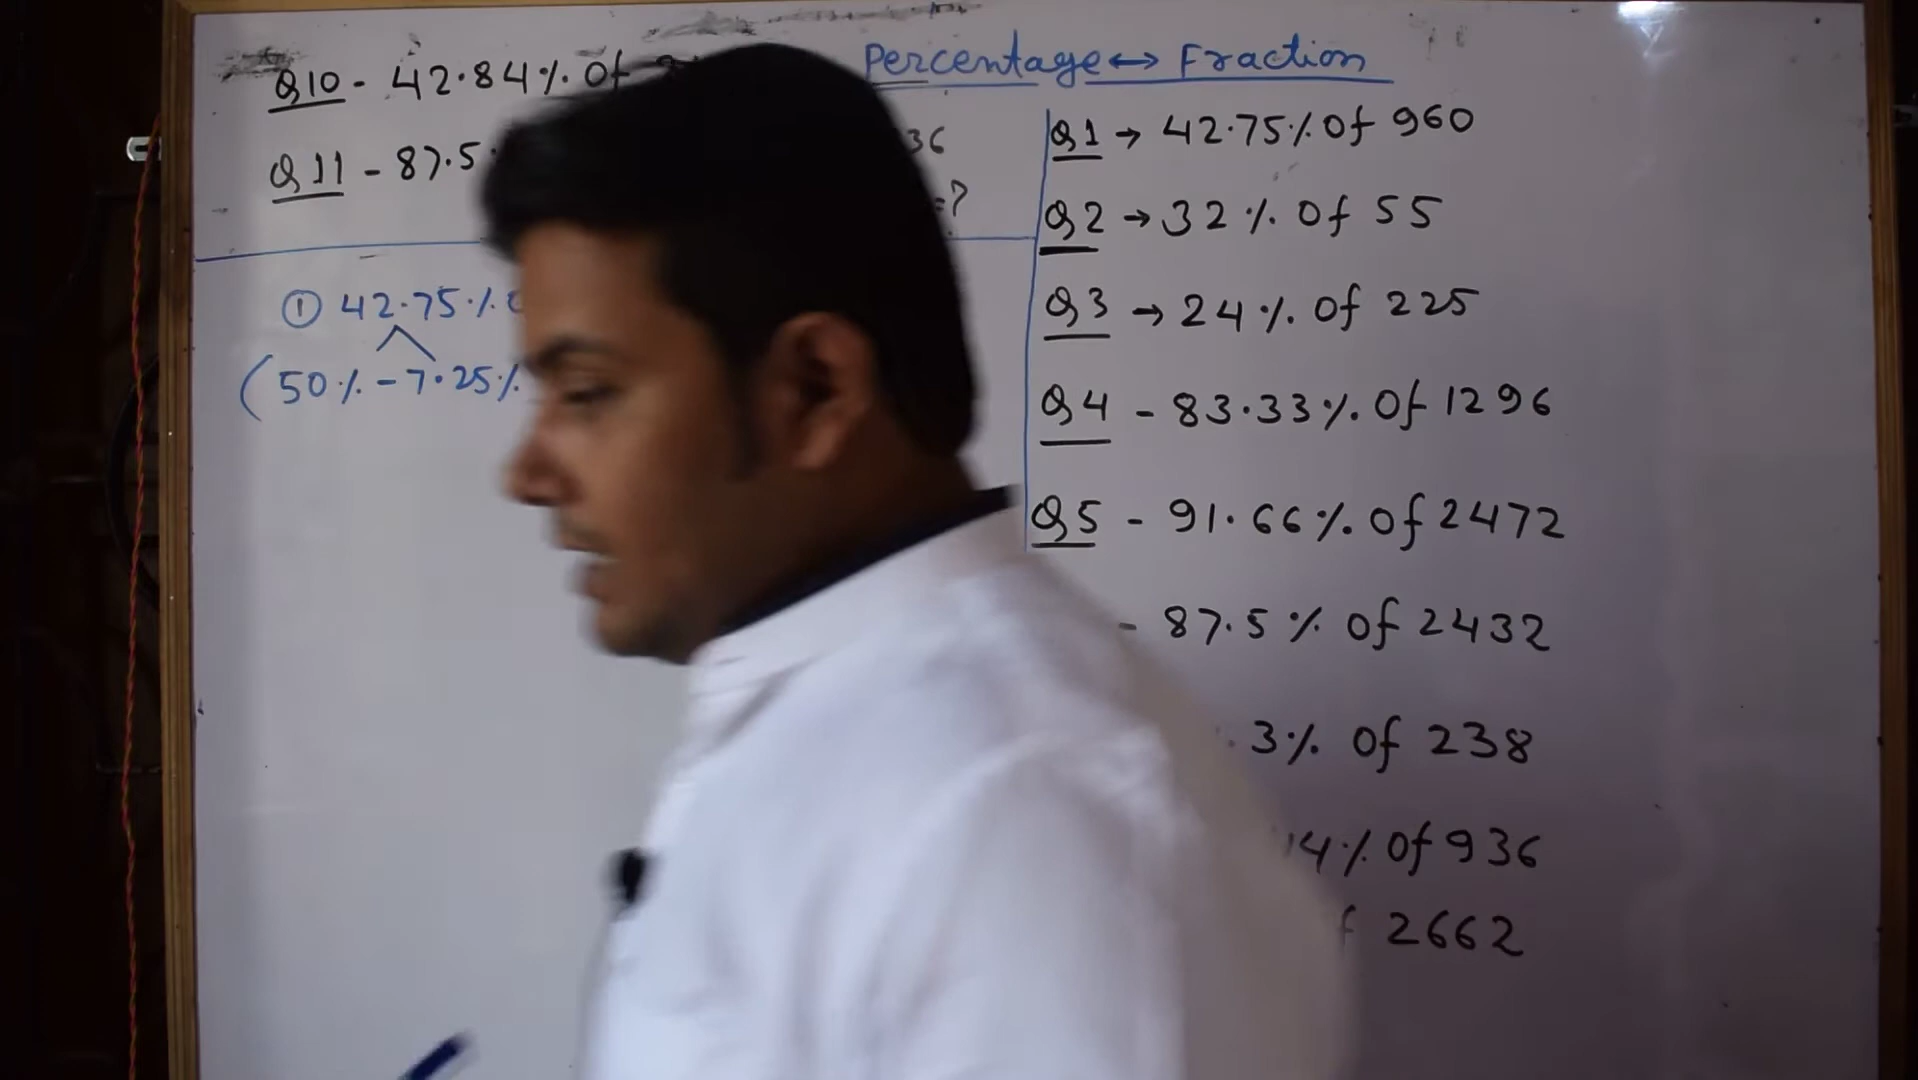 Q10 - 42.84% Of
Q11 - 87.5
36
=?
① 42.75%
(50% - 7.25%
Percentage ↔ Fraction
Q1 → 42.75% Of 960
Q2 → 32% Of 55
Q3 → 24% Of 225
Q4 - 83.33% Of 1296
Q5 - 91.66% Of 2472
- 87.5% Of 2432
3% Of 238
14% Of 936
f 2662